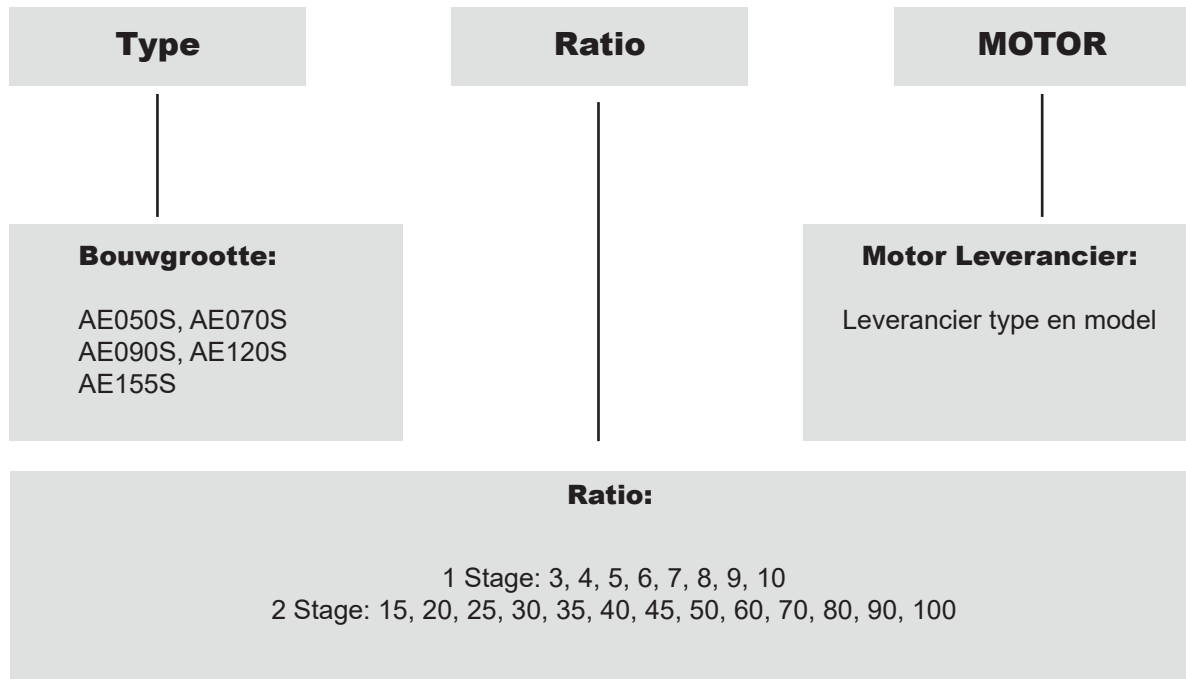 Type
Ratio
MOTOR
Bouwgrootte:
AE050S, AE070S
AE090S, AE120S
AE155S
Motor Leverancier:
Leverancier type en model
Ratio:
1 Stage: 3, 4, 5, 6, 7, 8, 9, 10
2 Stage: 15, 20, 25, 30, 35, 40, 45, 50, 60, 70, 80, 90, 100